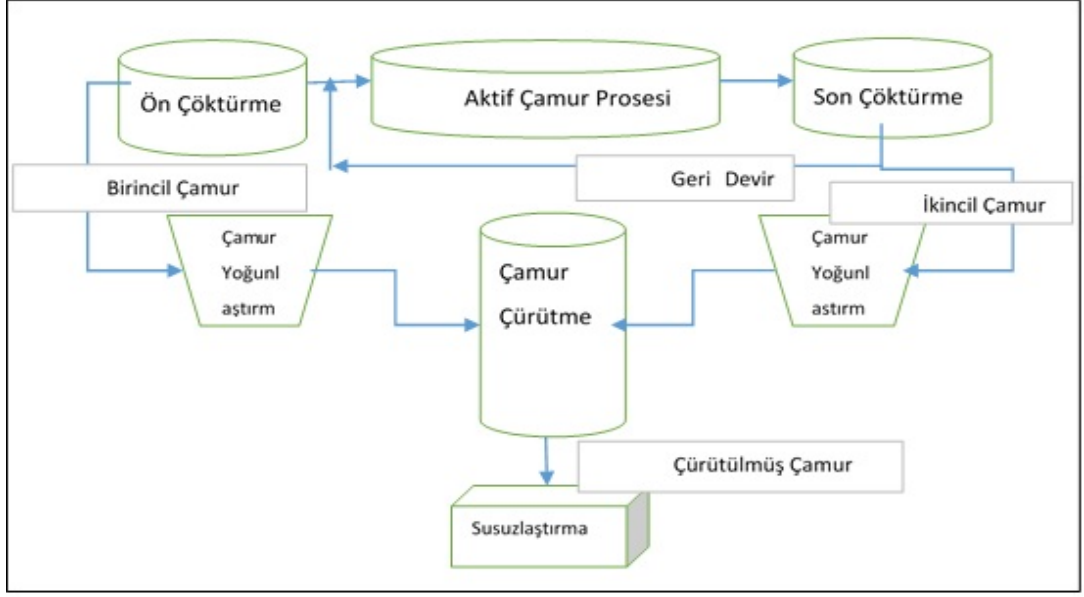 Ön Çöktürme
Aktif Çamur Prosesi
Son Çöktürme
Birincil Çamur
Geri Devir
İkincil Çamur
Çamur
Yoğunl
aştırm
Çamur
Çürütme
Çamur
Yoğunl
astırm
Çürütülmüş Çamur
Susuzlaştırma